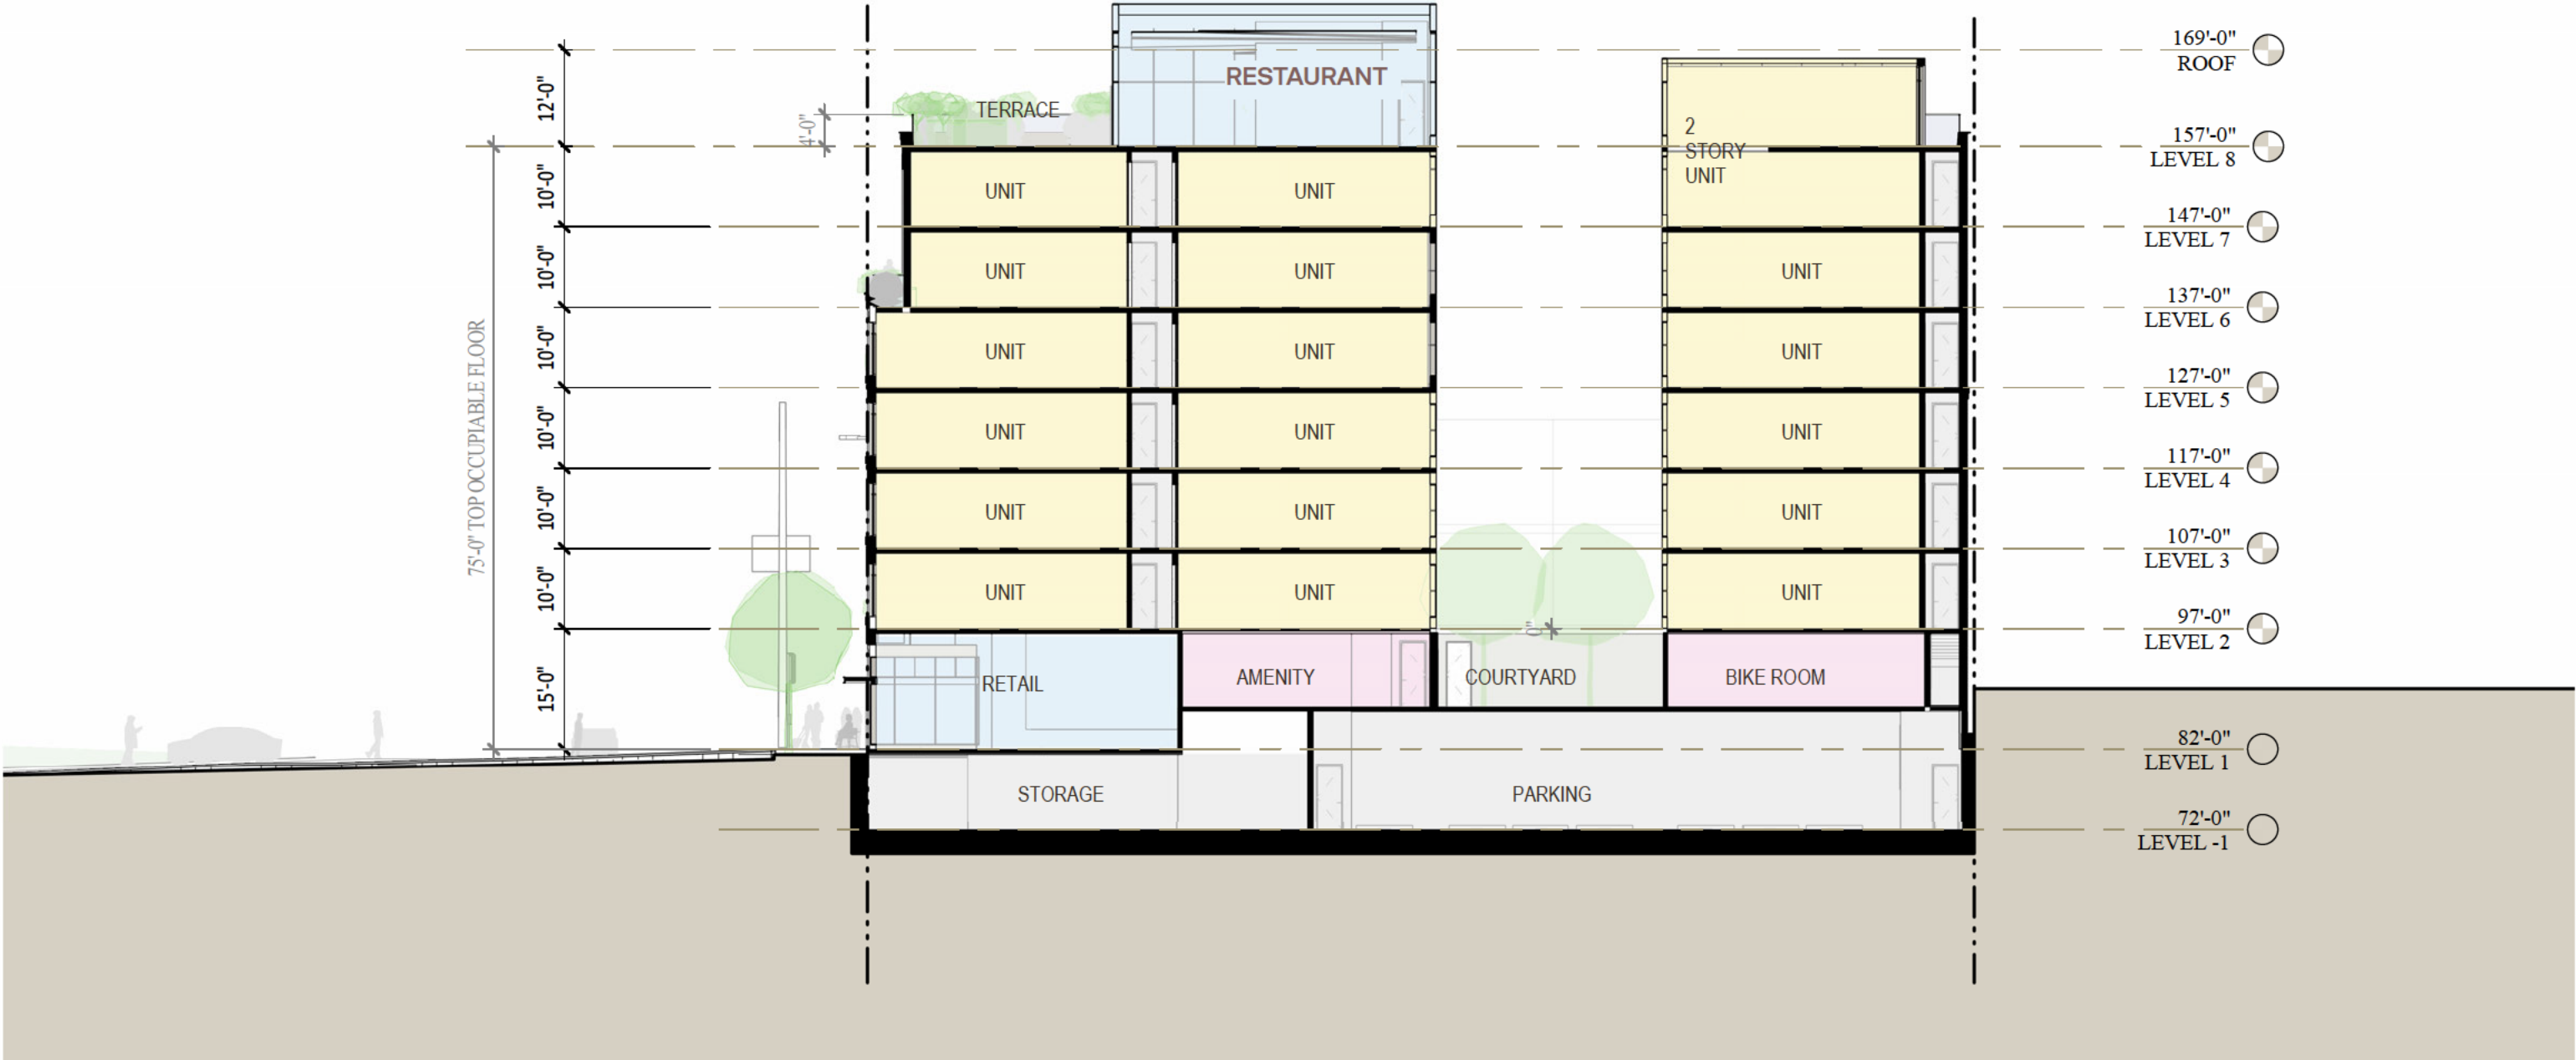 169'-0"
ROOF
12'-0"
RESTAURANT
TERRACE
4'-0"
2
STORY
UNIT
157'-0"
LEVEL 8
10'-0"
UNIT
UNIT
147'-0"
LEVEL 7
10'-0"
UNIT
UNIT
UNIT
137'-0"
LEVEL 6
10'-0"
UNIT
UNIT
UNIT
127'-0"
LEVEL 5
75'-0" TOP OCCUPIABLE FLOOR
10'-0"
UNIT
UNIT
UNIT
117'-0"
LEVEL 4
10'-0"
UNIT
UNIT
UNIT
107'-0"
LEVEL 3
10'-0"
UNIT
UNIT
UNIT
97'-0"
LEVEL 2
0"
15'-0"
RETAIL
AMENITY
COURTYARD
BIKE ROOM
82'-0"
LEVEL 1
STORAGE
PARKING
72'-0"
LEVEL -1